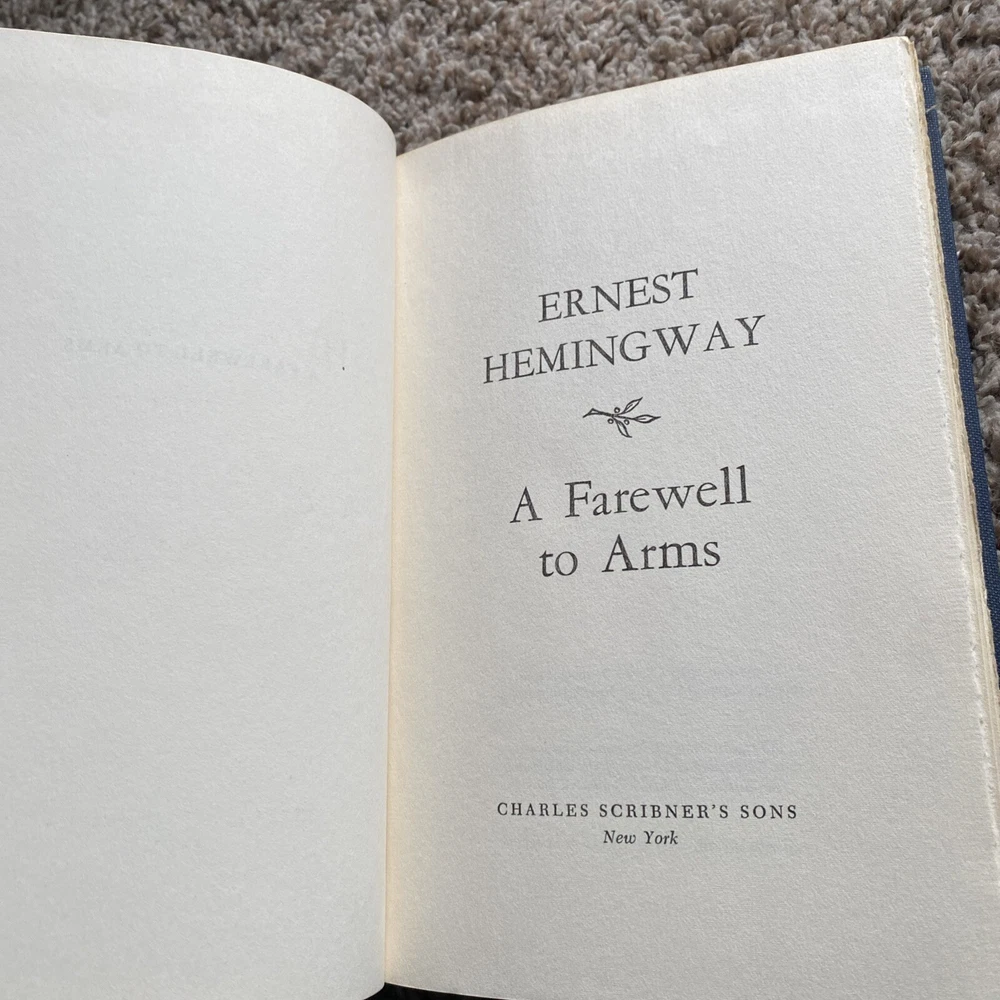 ERNEST
HEMINGWAY
A Farewell
to Arms
CHARLES SCRIBNER'S SONS
New York